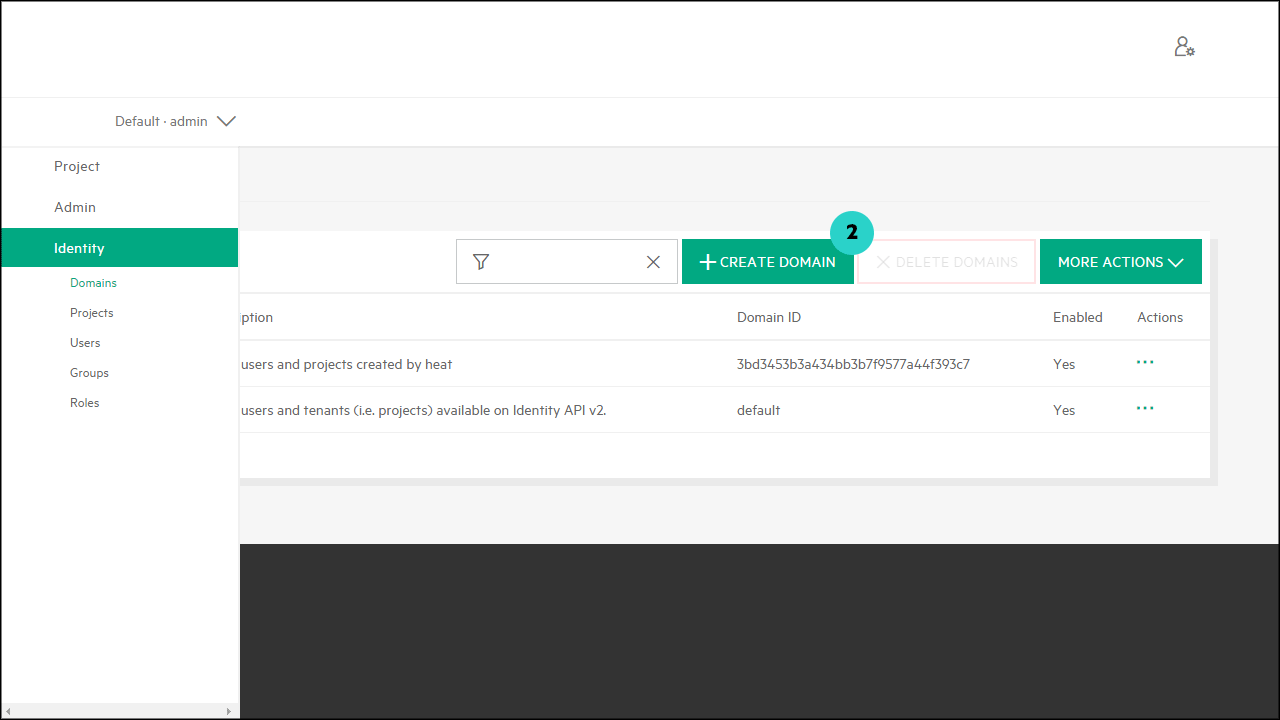 Default · admin
Project
Admin
Identity
Domains
Projects
Users
Groups
Roles
2
CREATE DOMAIN
DELETE DOMAINS
MORE ACTIONS
ption Domain ID Enabled Actions
users and projects created by heat 3bd3453b3a434bb3b7f9577a44f393c7 Yes
users and tenants (i.e. projects) available on Identity API v2. default Yes